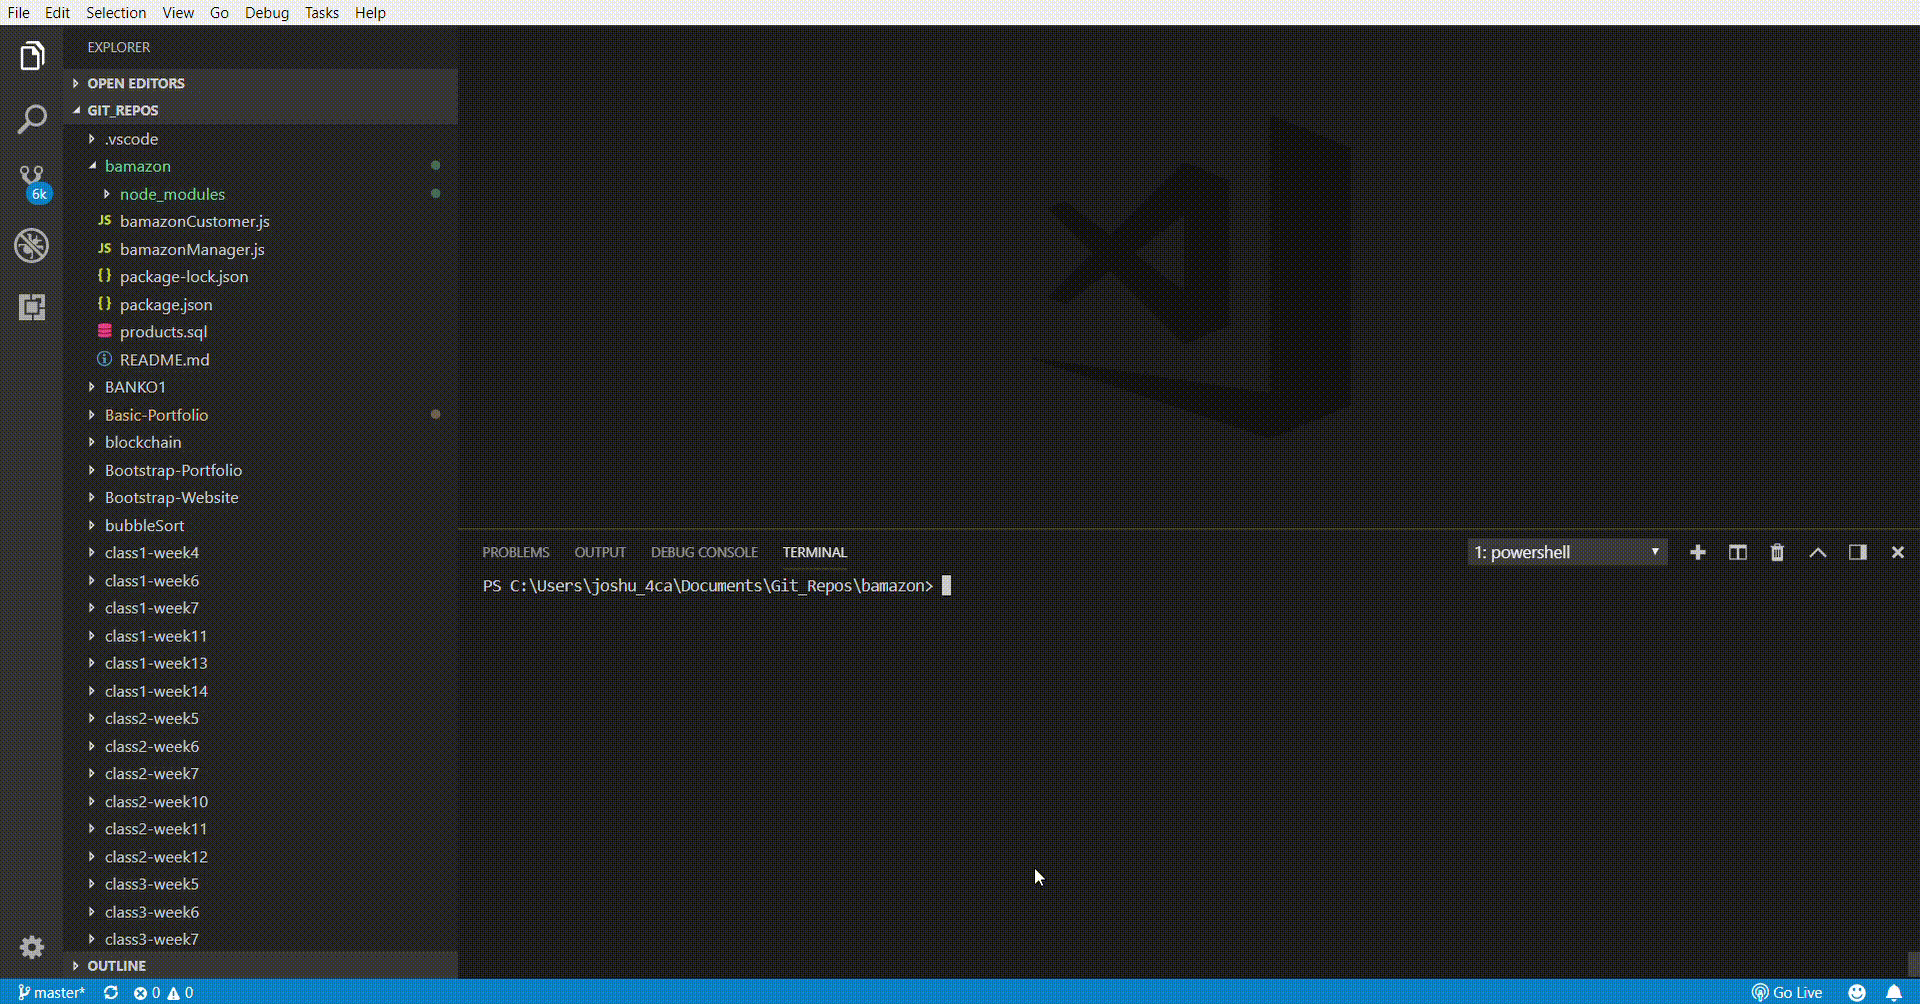 File Edit Selection View Go Debug Tasks Help
EXPLORER
OPEN EDITORS
GIT_REPOS
.vscode
bamazon
node_modules
JS bamazonCustomer.js
JS bamazonManager.js
{} package-lock.json
{} package.json
products.sql
README.md
BANKO1
Basic-Portfolio
blockchain
Bootstrap-Portfolio
Bootstrap-Website
bubbleSort
class1-week4
class1-week6
class1-week7
class1-week11
class1-week13
class1-week14
class2-week5
class2-week6
class2-week7
class2-week10
class2-week11
class2-week12
class3-week5
class3-week6
class3-week7
OUTLINE
6k
PROBLEMS OUTPUT DEBUG CONSOLE TERMINAL 1: powershell
PS C:\Users\joshu_4ca\Documents\Git_Repos\bamazon>
master* 0 0 Go Live